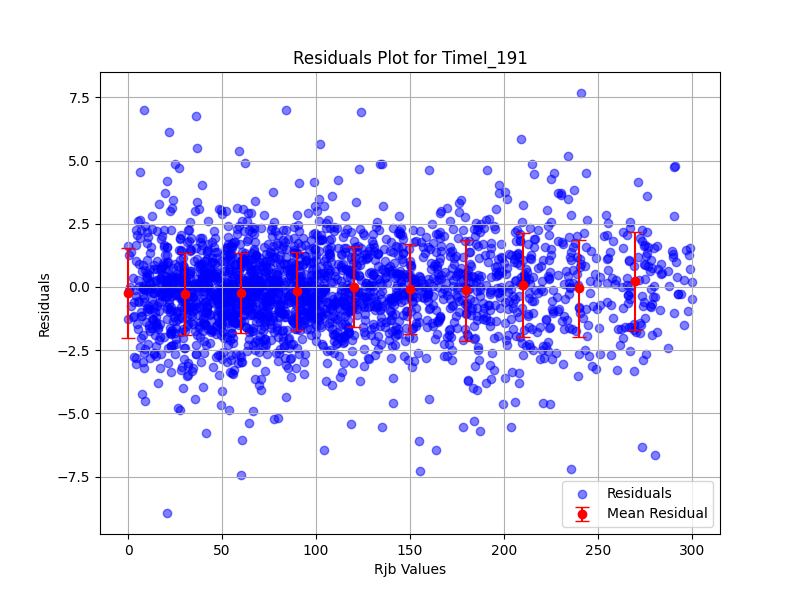 Residuals Plot for TimeI_191
7.5
5.0
2.5
0.0
−2.5
−5.0
−7.5
Residuals
0 50 100 150 200 250 300
Rjb Values
Residuals
Mean Residual